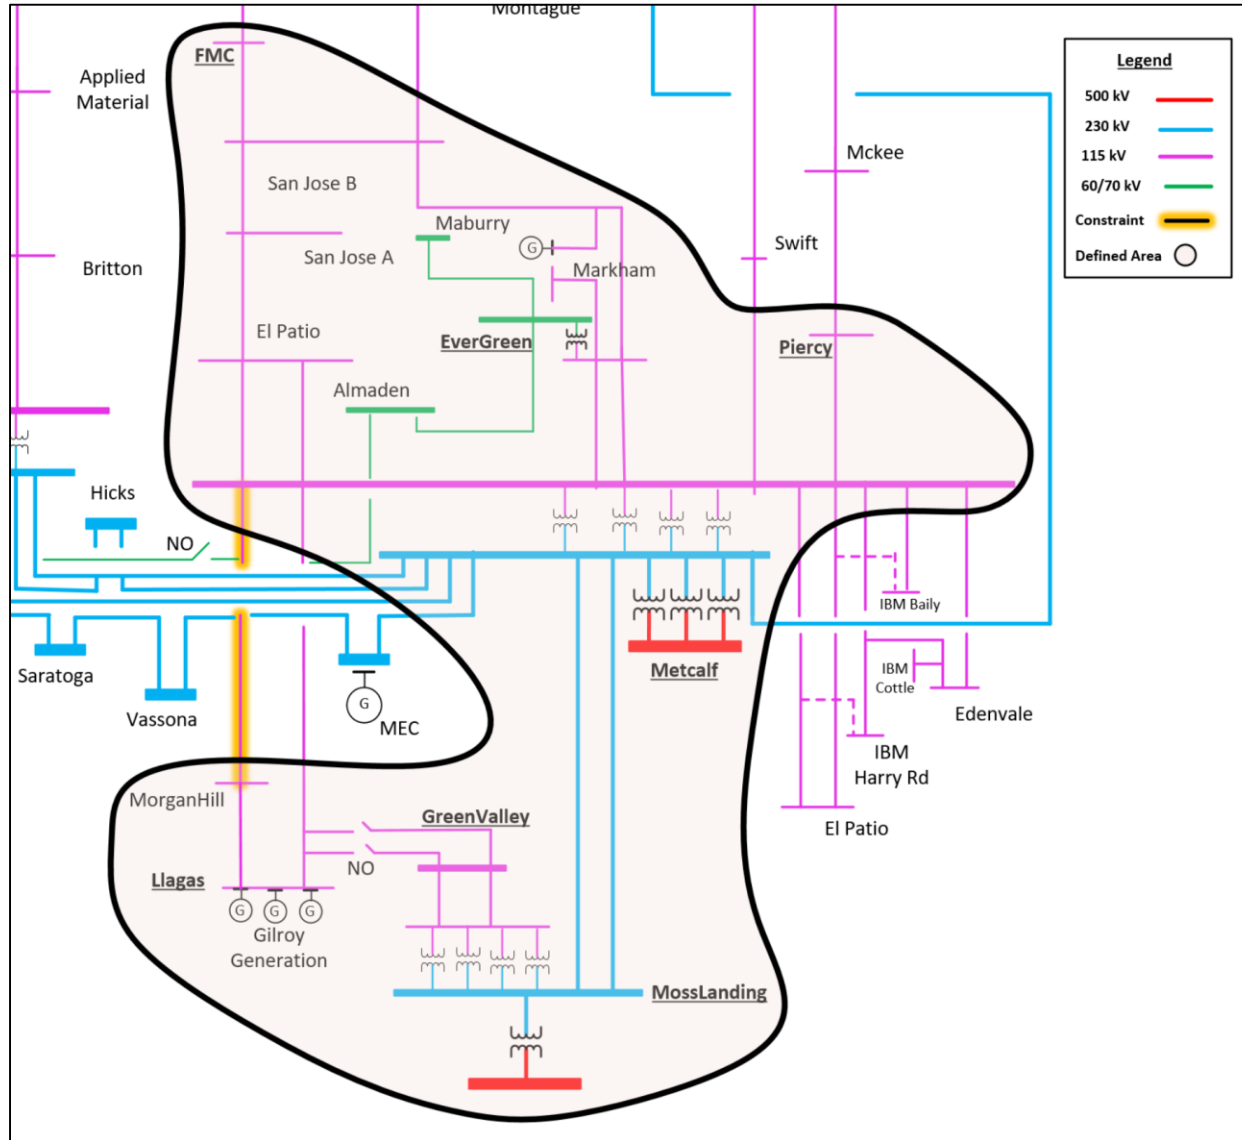 Montague
FMC
Applied
Material
San Jose B
Maburry
San Jose A
G
Markham
Britton
El Patio
EverGreen
Almaden
Mckee
Swift
Piercy
Legend
500 kV
230 kV
115 kV
60/70 kV
Constraint
Defined Area
Hicks
NO
Saratoga
Vassona
G
MEC
Metcalf
IBM Baily
IBM
Cottle
Edenvale
IBM
Harry Rd
El Patio
MorganHill
GreenValley
NO
Llagas
G
G
G
Gilroy
Generation
MossLanding